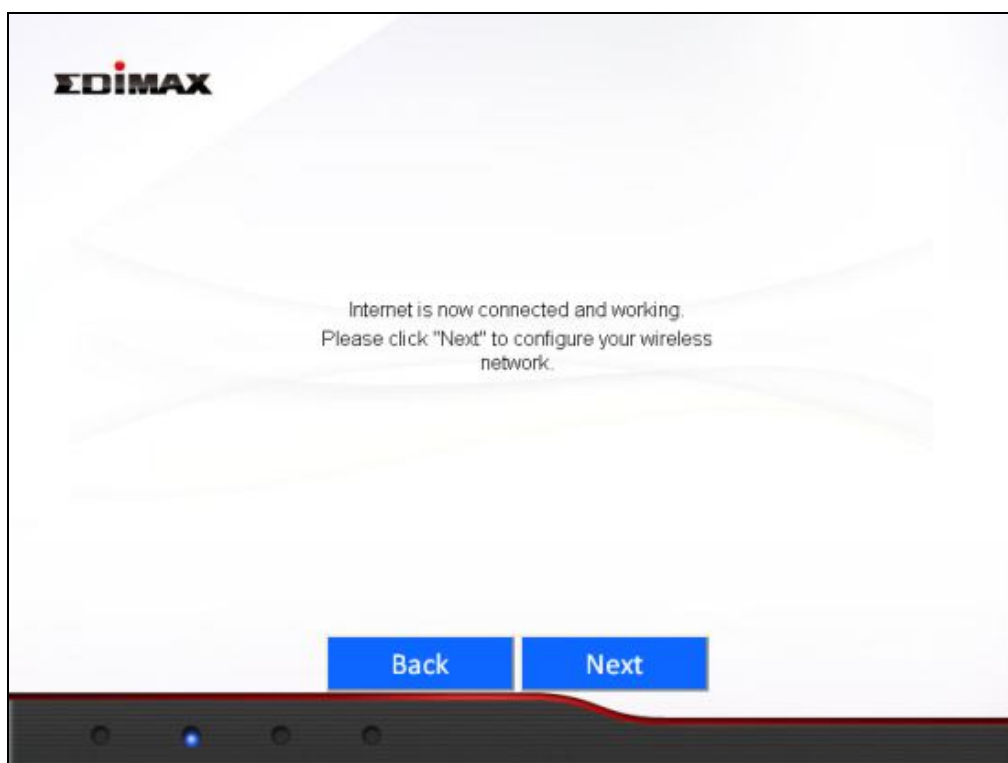 EDIMAX
Internet is now connected and working.
Please click "Next" to configure your wireless
network.
Back
Next